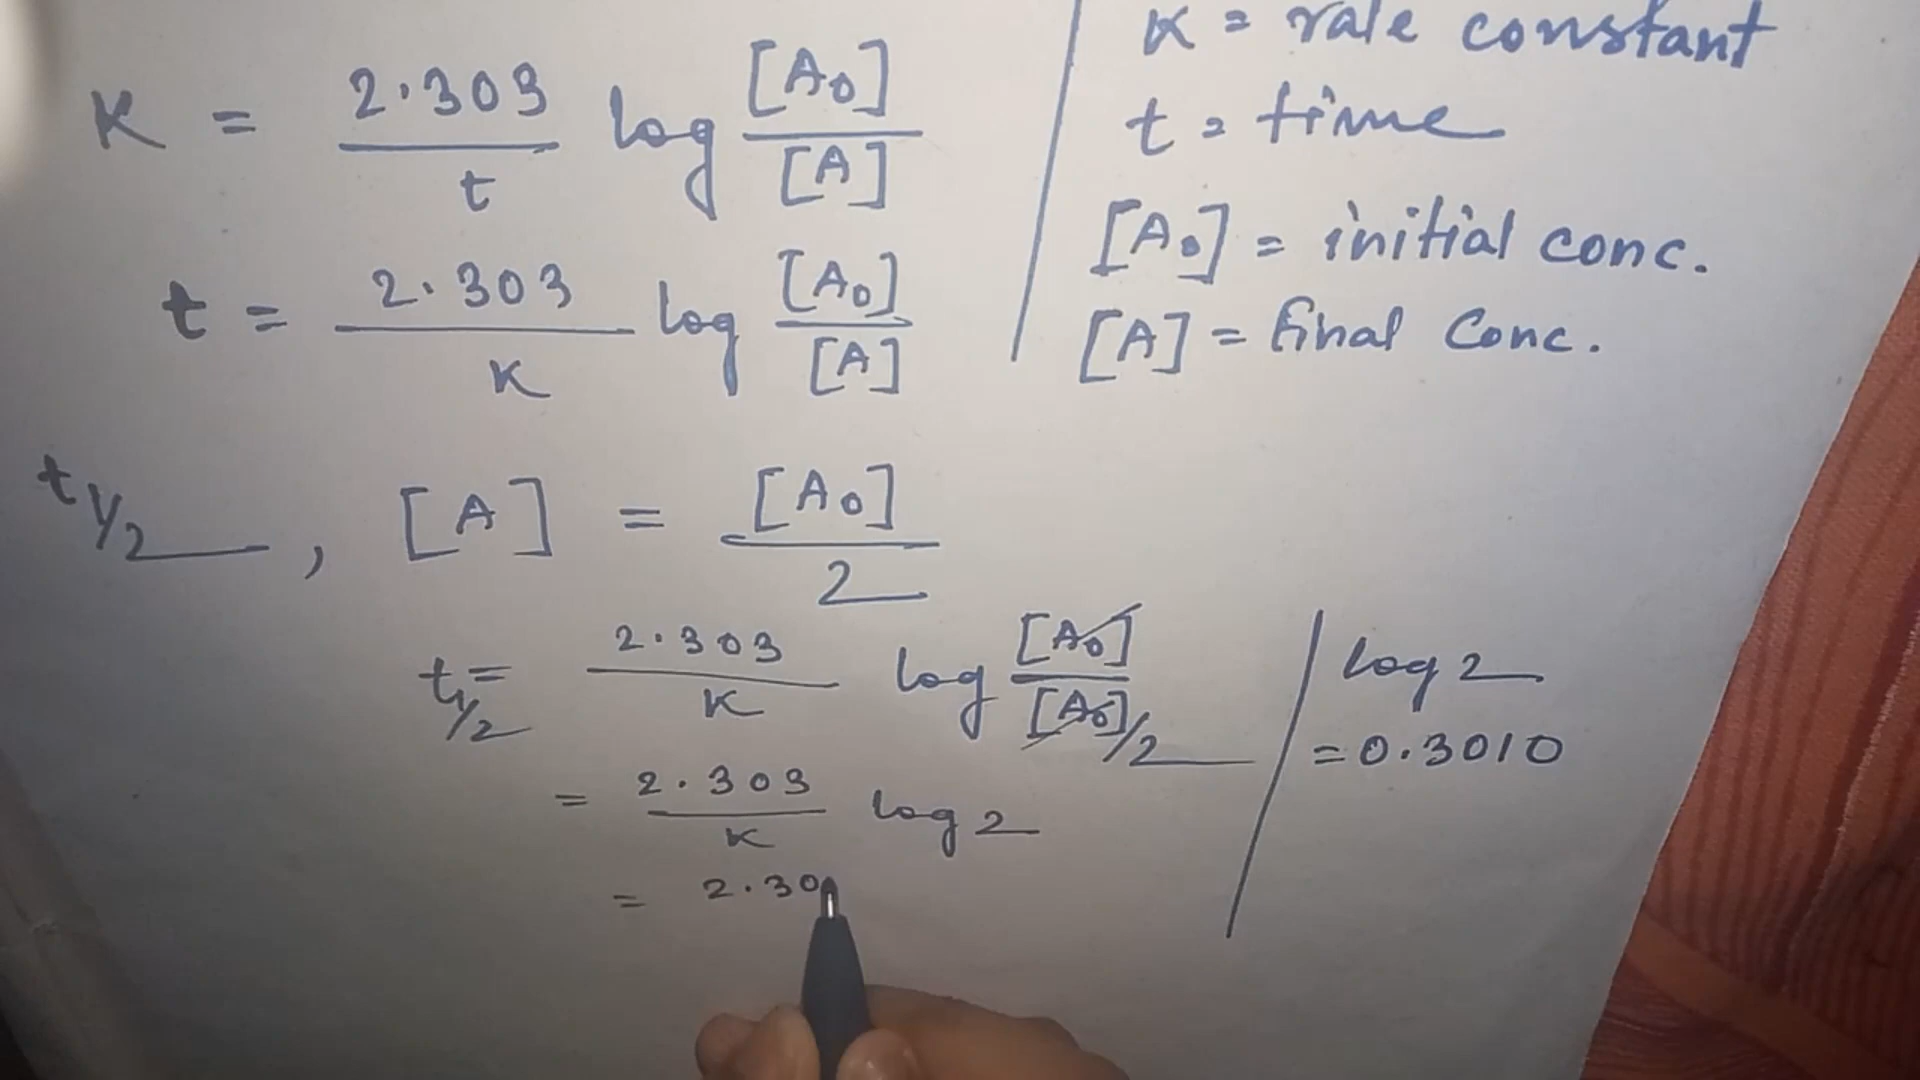 K = 2.303/t log [A0]/[A]
t = 2.303/K log [A0]/[A]
K = rate constant
t = time
[A0] = initial conc.
[A] = final conc.
t1/2, [A] = [A0]/2
t1/2 = 2.303/K log [A0]/[A0]/2
= 2.303/K log 2
= 2.30
log 2
= 0.3010